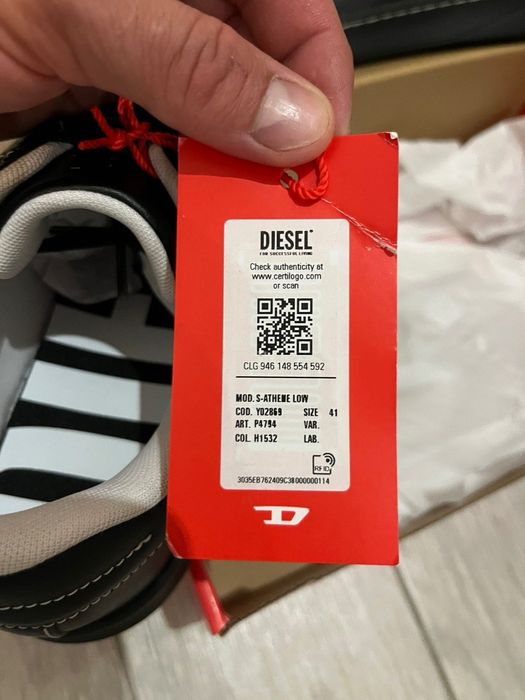 DIESEL
FOR SUCCESSFUL LIVING
Check authenticity at
www.certilogo.com
or scan
CLG 946 148 554 592
MOD. S-ATHENE LOW
COD. Y02869 SIZE 41
ART. P4794 VAR.
COL. H1532 LAB.
RFID
3035EB762409C38000000114
D